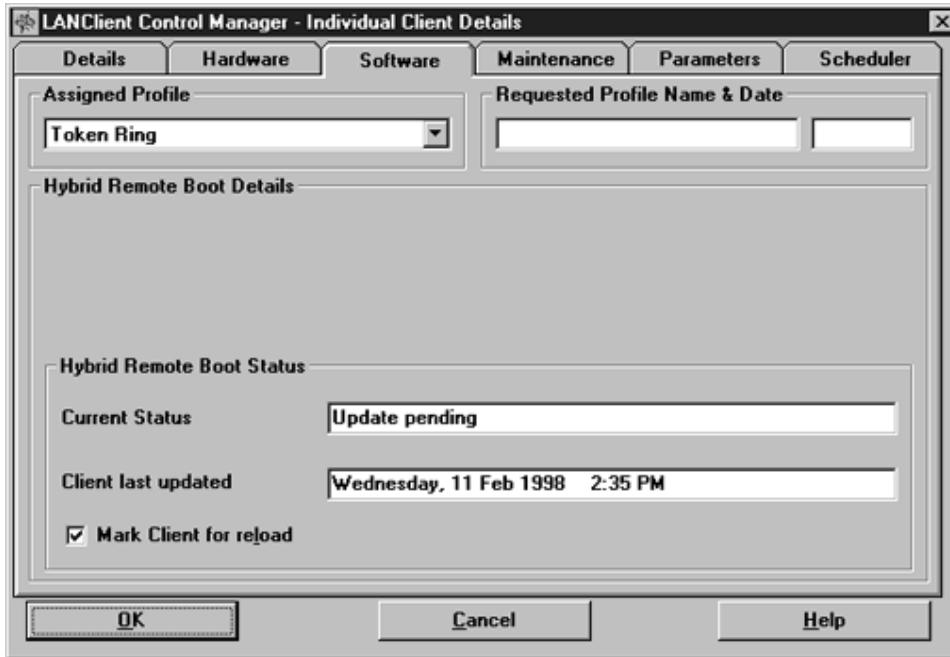 LANClient Control Manager - Individual Client Details
Details Hardware Software Maintenance Parameters Scheduler
Assigned Profile Requested Profile Name & Date
Token Ring
Hybrid Remote Boot Details
Hybrid Remote Boot Status
Current Status Update pending
Client last updated Wednesday, 11 Feb 1998 2:35 PM
Mark Client for reload
OK Cancel Help